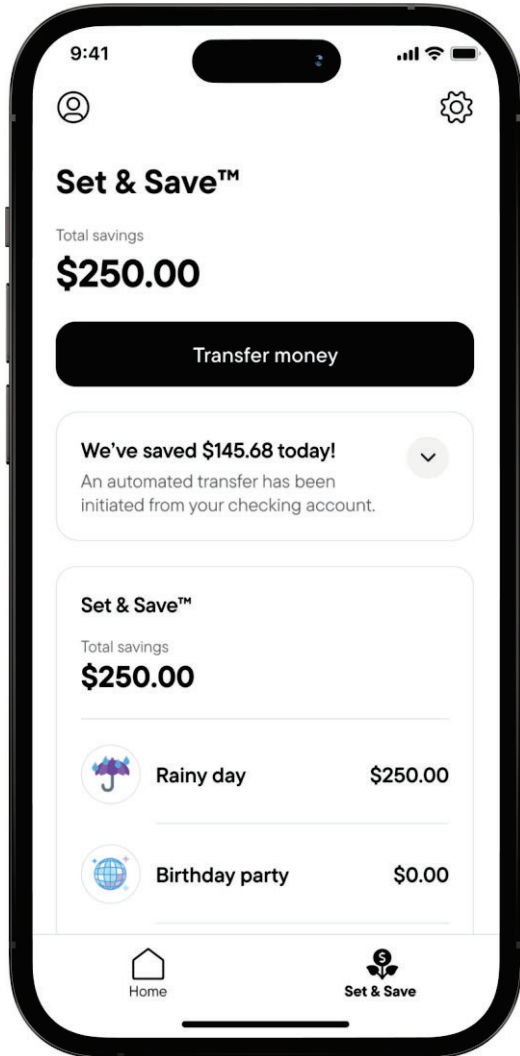 9:41
Set & Save™
Total savings
$250.00
Transfer money
We’ve saved $145.68 today!
An automated transfer has been
initiated from your checking account.
Set & Save™
Total savings
$250.00
Rainy day $250.00
Birthday party $0.00
Home
Set & Save